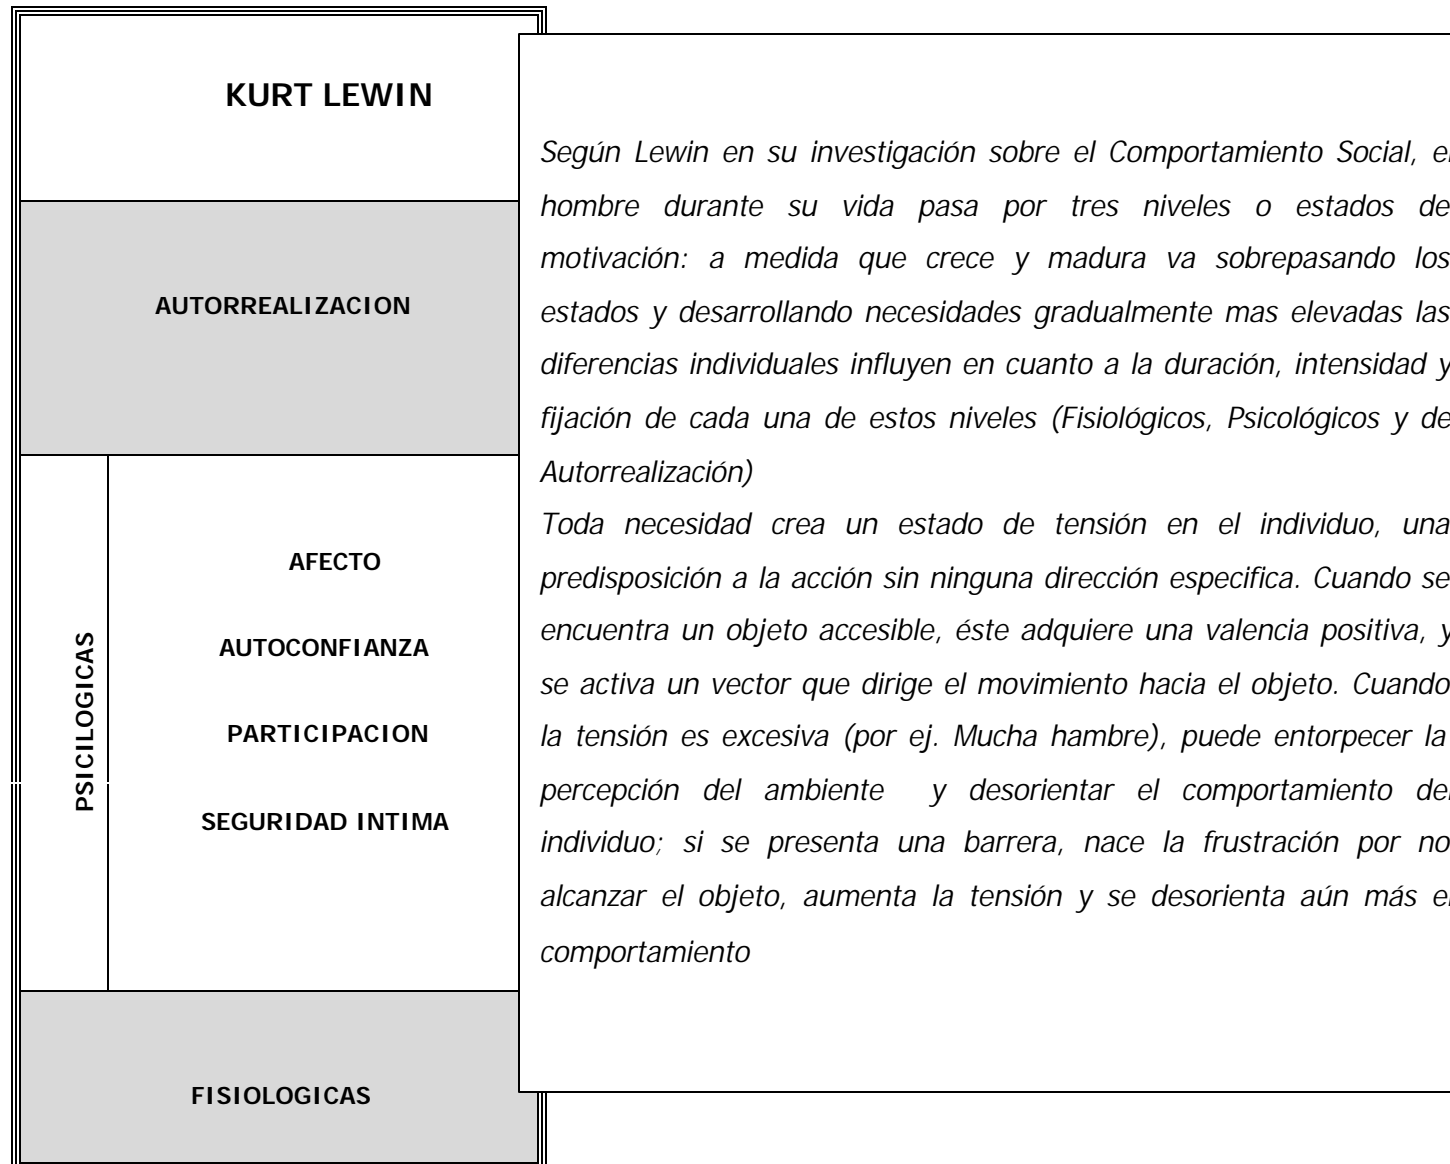 KURT LEWIN
AUTORREALIZACION
PSICILOGICAS
AFECTO
AUTOCONFIANZA
PARTICIPACION
SEGURIDAD INTIMA
FISIOLOGICAS
Según Lewin en su investigación sobre el Comportamiento Social, el
hombre durante su vida pasa por tres niveles o estados de
motivación: a medida que crece y madura va sobrepasando los
estados y desarrollando necesidades gradualmente mas elevadas las
diferencias individuales influyen en cuanto a la duración, intensidad y
fijación de cada una de estos niveles (Fisiológicos, Psicológicos y de
Autorrealización)
Toda necesidad crea un estado de tensión en el individuo, una
predisposición a la acción sin ninguna dirección especifica. Cuando se
encuentra un objeto accesible, éste adquiere una valencia positiva, y
se activa un vector que dirige el movimiento hacia el objeto. Cuando
la tensión es excesiva (por ej. Mucha hambre), puede entorpecer la
percepción del ambiente y desorientar el comportamiento del
individuo; si se presenta una barrera, nace la frustración por no
alcanzar el objeto, aumenta la tensión y se desorienta aún más el
comportamiento